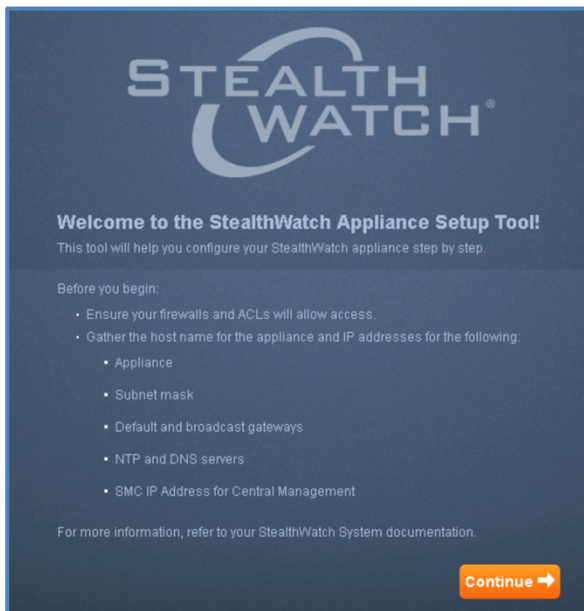 STEALTH
WATCH®
Welcome to the StealthWatch Appliance Setup Tool!
This tool will help you configure your StealthWatch appliance step by step.
Before you begin:
• Ensure your firewalls and ACLs will allow access.
• Gather the host name for the appliance and IP addresses for the following:
▪ Appliance
▪ Subnet mask
▪ Default and broadcast gateways
▪ NTP and DNS servers
▪ SMC IP Address for Central Management
For more information, refer to your StealthWatch System documentation.
Continue ➡